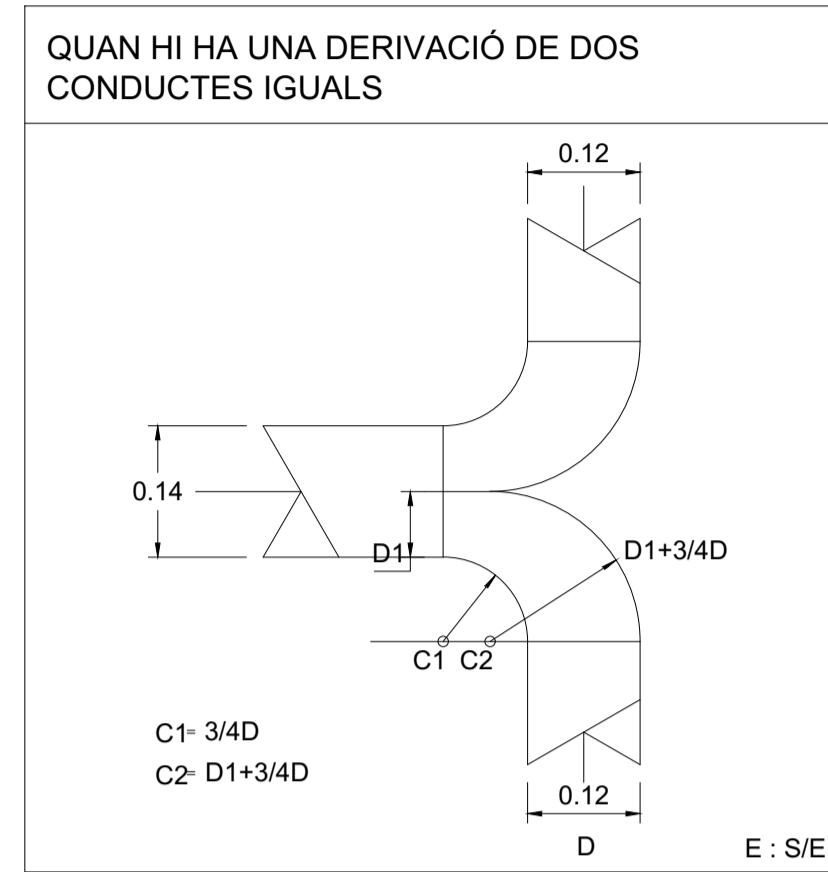 QUAN HI HA UNA DERIVACIÓ DE DOS
CONDUCTES IGUALS
0.12
0.14
D1
D1+3/4D
C1 C2
C1= 3/4D
C2= D1+3/4D
0.12
D
E : S/E